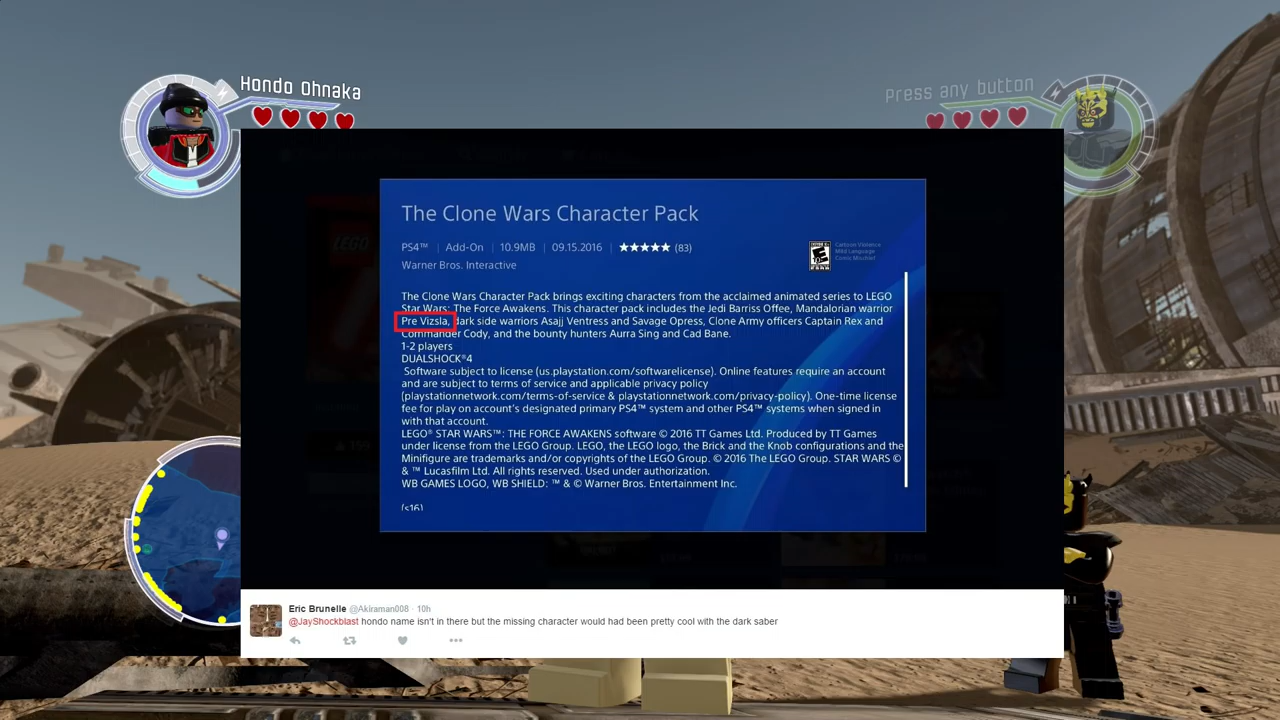 Hondo Ohnaka
Press any button
The Clone Wars Character Pack
PS4™ | Add-On | 10.9MB | 09.15.2016 | ★★★★★ (83)
Warner Bros. Interactive
Cartoon Violence
Mild Language
Comic Mischief
The Clone Wars Character Pack brings exciting characters from the acclaimed animated series to LEGO
Star Wars: The Force Awakens. This character pack includes the Jedi Barriss Offee, Mandalorian warrior
Pre Vizsla, dark side warriors Asajj Ventress and Savage Opress, Clone Army officers Captain Rex and
Commander Cody, and the bounty hunters Aurra Sing and Cad Bane.
1-2 players
DUALSHOCK®4
Software subject to license (us.playstation.com/softwarelicense). Online features require an account
and are subject to terms of service and applicable privacy policy
(playstationnetwork.com/terms-of-service & playstationnetwork.com/privacy-policy). One-time license
fee for play on account's designated primary PS4™ system and other PS4™ systems when signed in
with that account.
LEGO® STAR WARS™: THE FORCE AWAKENS software © 2016 TT Games Ltd. Produced by TT Games
under license from the LEGO Group. LEGO, the LEGO logo, the Brick and the Knob configurations and the
Minifigure are trademarks and/or copyrights of the LEGO Group. © 2016 The LEGO Group. STAR WARS ©
& ™ Lucasfilm Ltd. All rights reserved. Used under authorization.
WB GAMES LOGO, WB SHIELD: ™ & © Warner Bros. Entertainment Inc.
(s16)
LEGO
Eric Brunelle @Akiraman008 · 10h
@JayShockblast hondo name isn't in there but the missing character would had been pretty cool with the dark saber